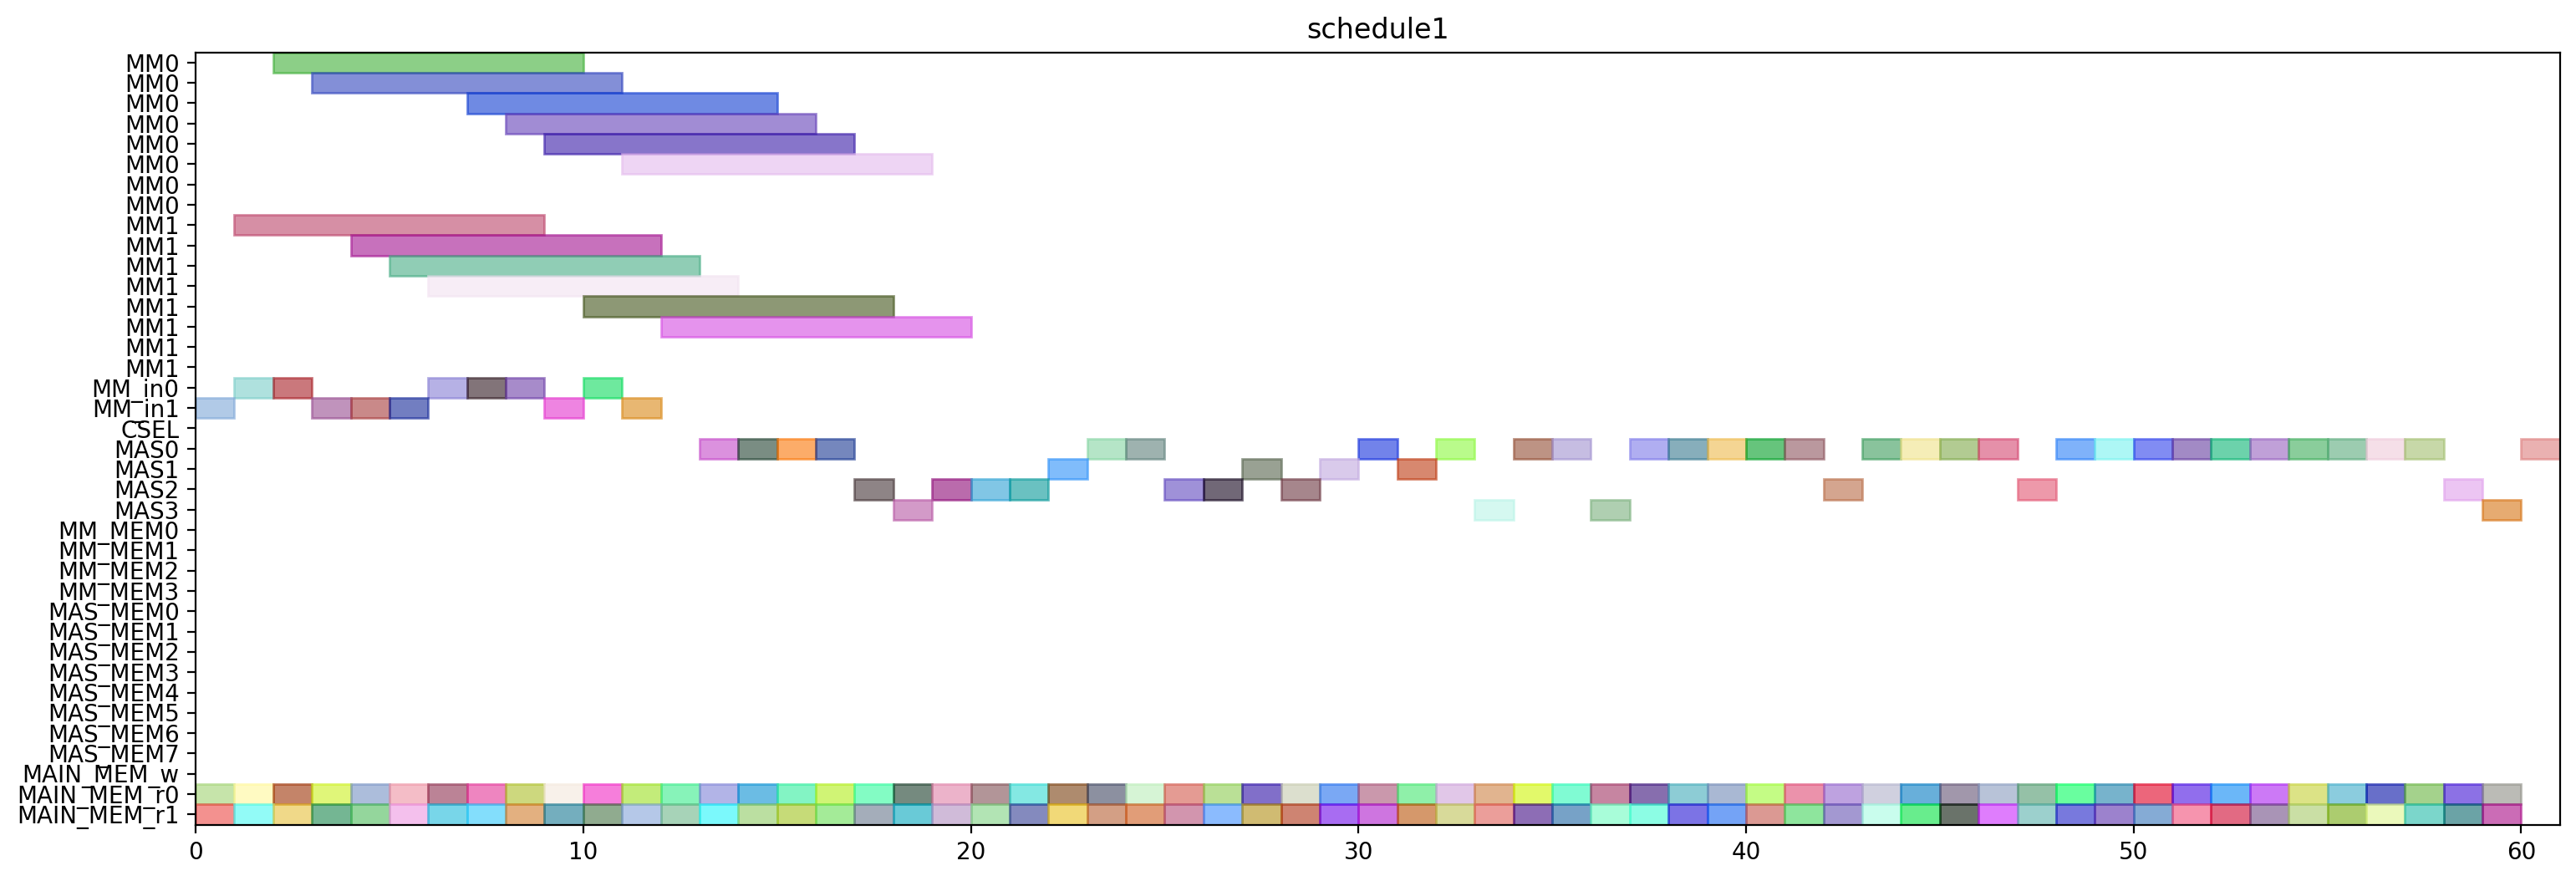 schedule1
MM0
MM0
MM0
MM0
MM0
MM0
MM0
MM0
MM1
MM1
MM1
MM1
MM1
MM1
MM1
MM1
MM_in0
MM_in1
CSEL
MAS0
MAS1
MAS2
MAS3
MM_MEM0
MM_MEM1
MM_MEM2
MM_MEM3
MAS_MEM0
MAS_MEM1
MAS_MEM2
MAS_MEM3
MAS_MEM4
MAS_MEM5
MAS_MEM6
MAS_MEM7
MAIN_MEM_w
MAIN_MEM_r0
MAIN_MEM_r1
0 10 20 30 40 50 60